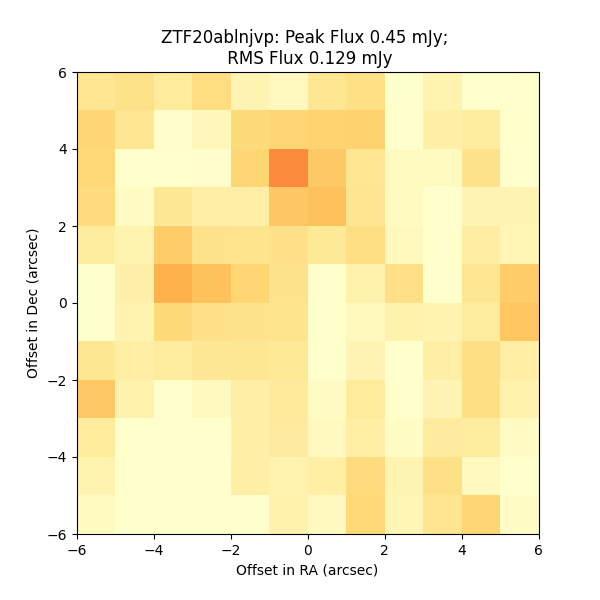 ZTF20ablnjvp: Peak Flux 0.45 mJy;
RMS Flux 0.129 mJy
6
4
2
0
−2
−4
−6
Offset in Dec (arcsec)
−6 −4 −2 0 2 4 6
Offset in RA (arcsec)